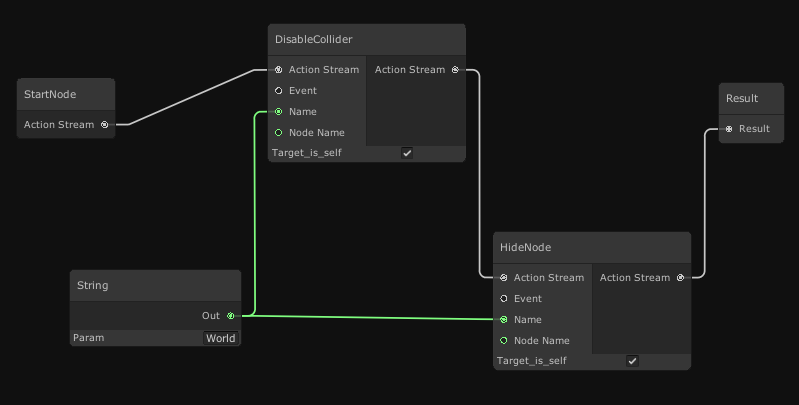 StartNode
Action Stream
DisableCollider
Action Stream
Action Stream
Event
Name
Node Name
Target_is_self
Result
Result
String
Out
Param
World
HideNode
Action Stream
Action Stream
Event
Name
Node Name
Target_is_self